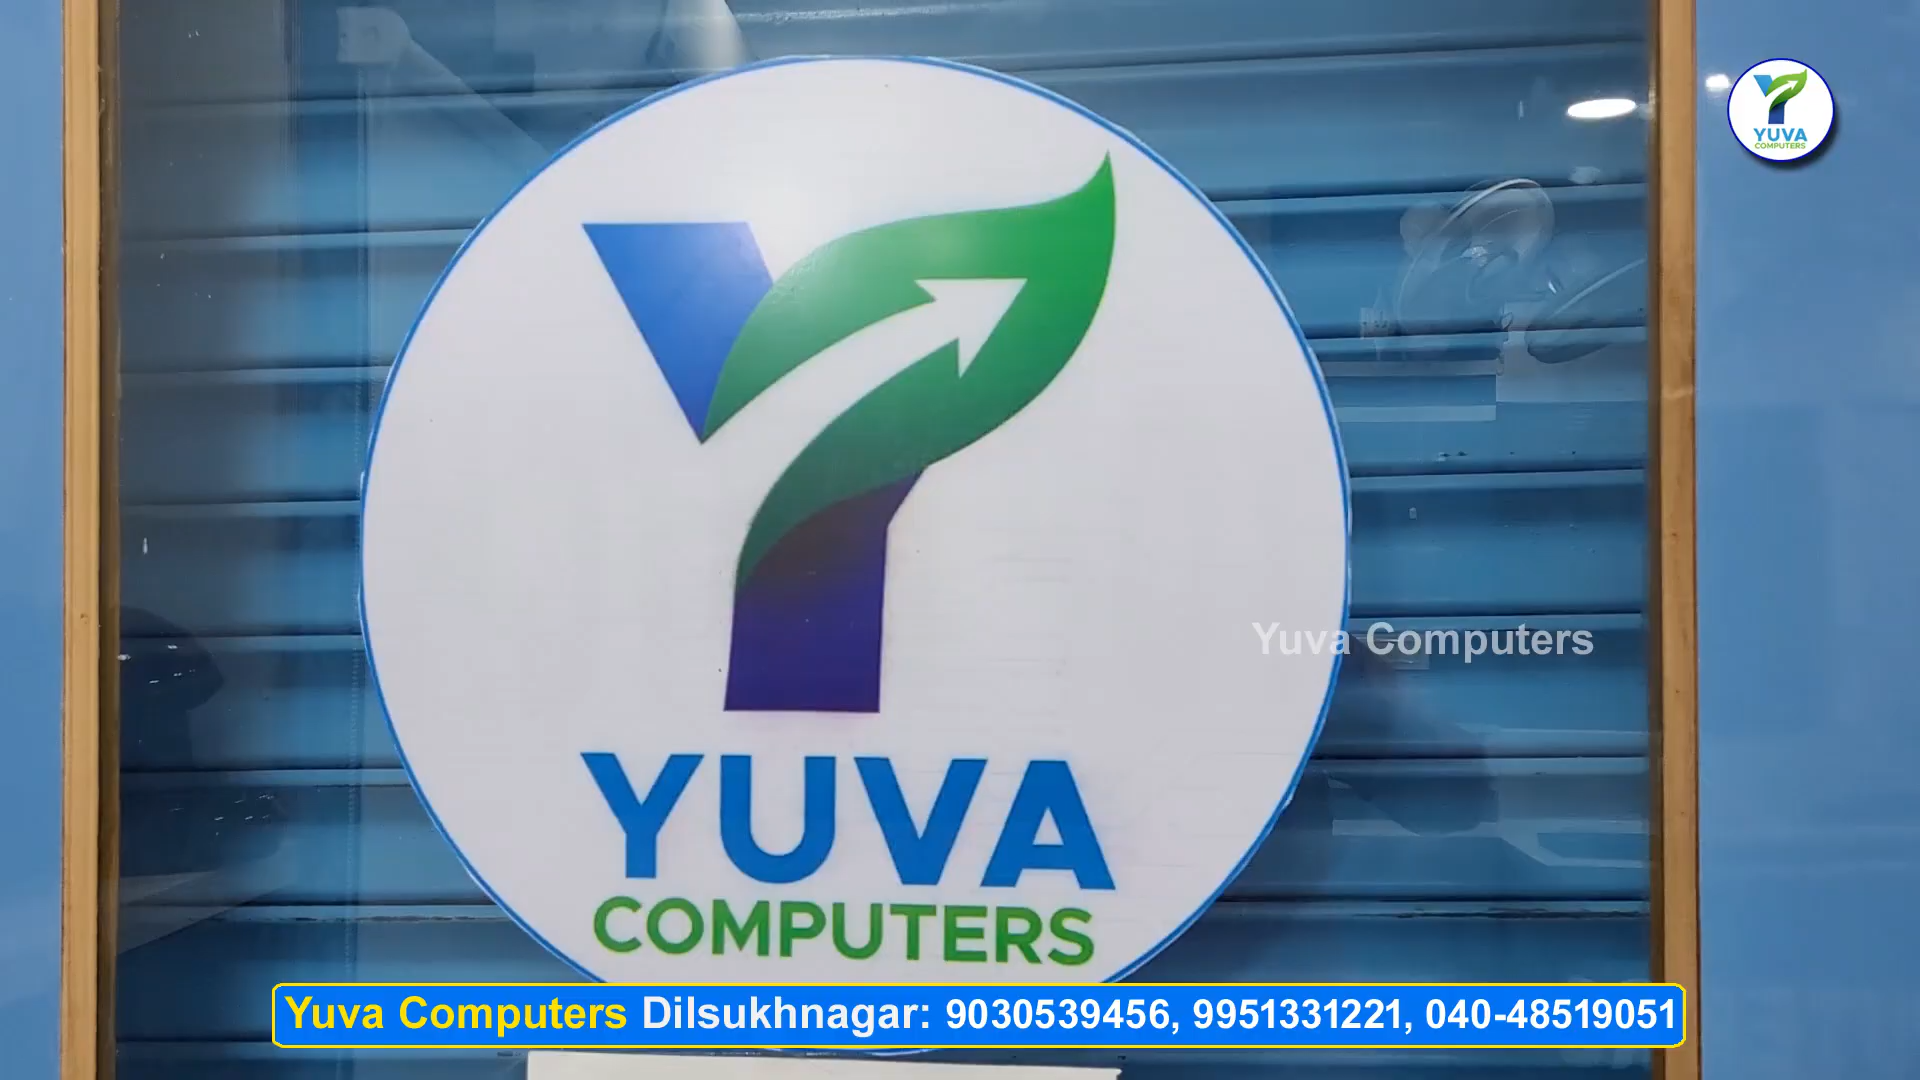 YUVA
COMPUTERS
Yuva Computers
YUVA
COMPUTERS
Yuva Computers Dilsukhnagar: 9030539456, 9951331221, 040-48519051